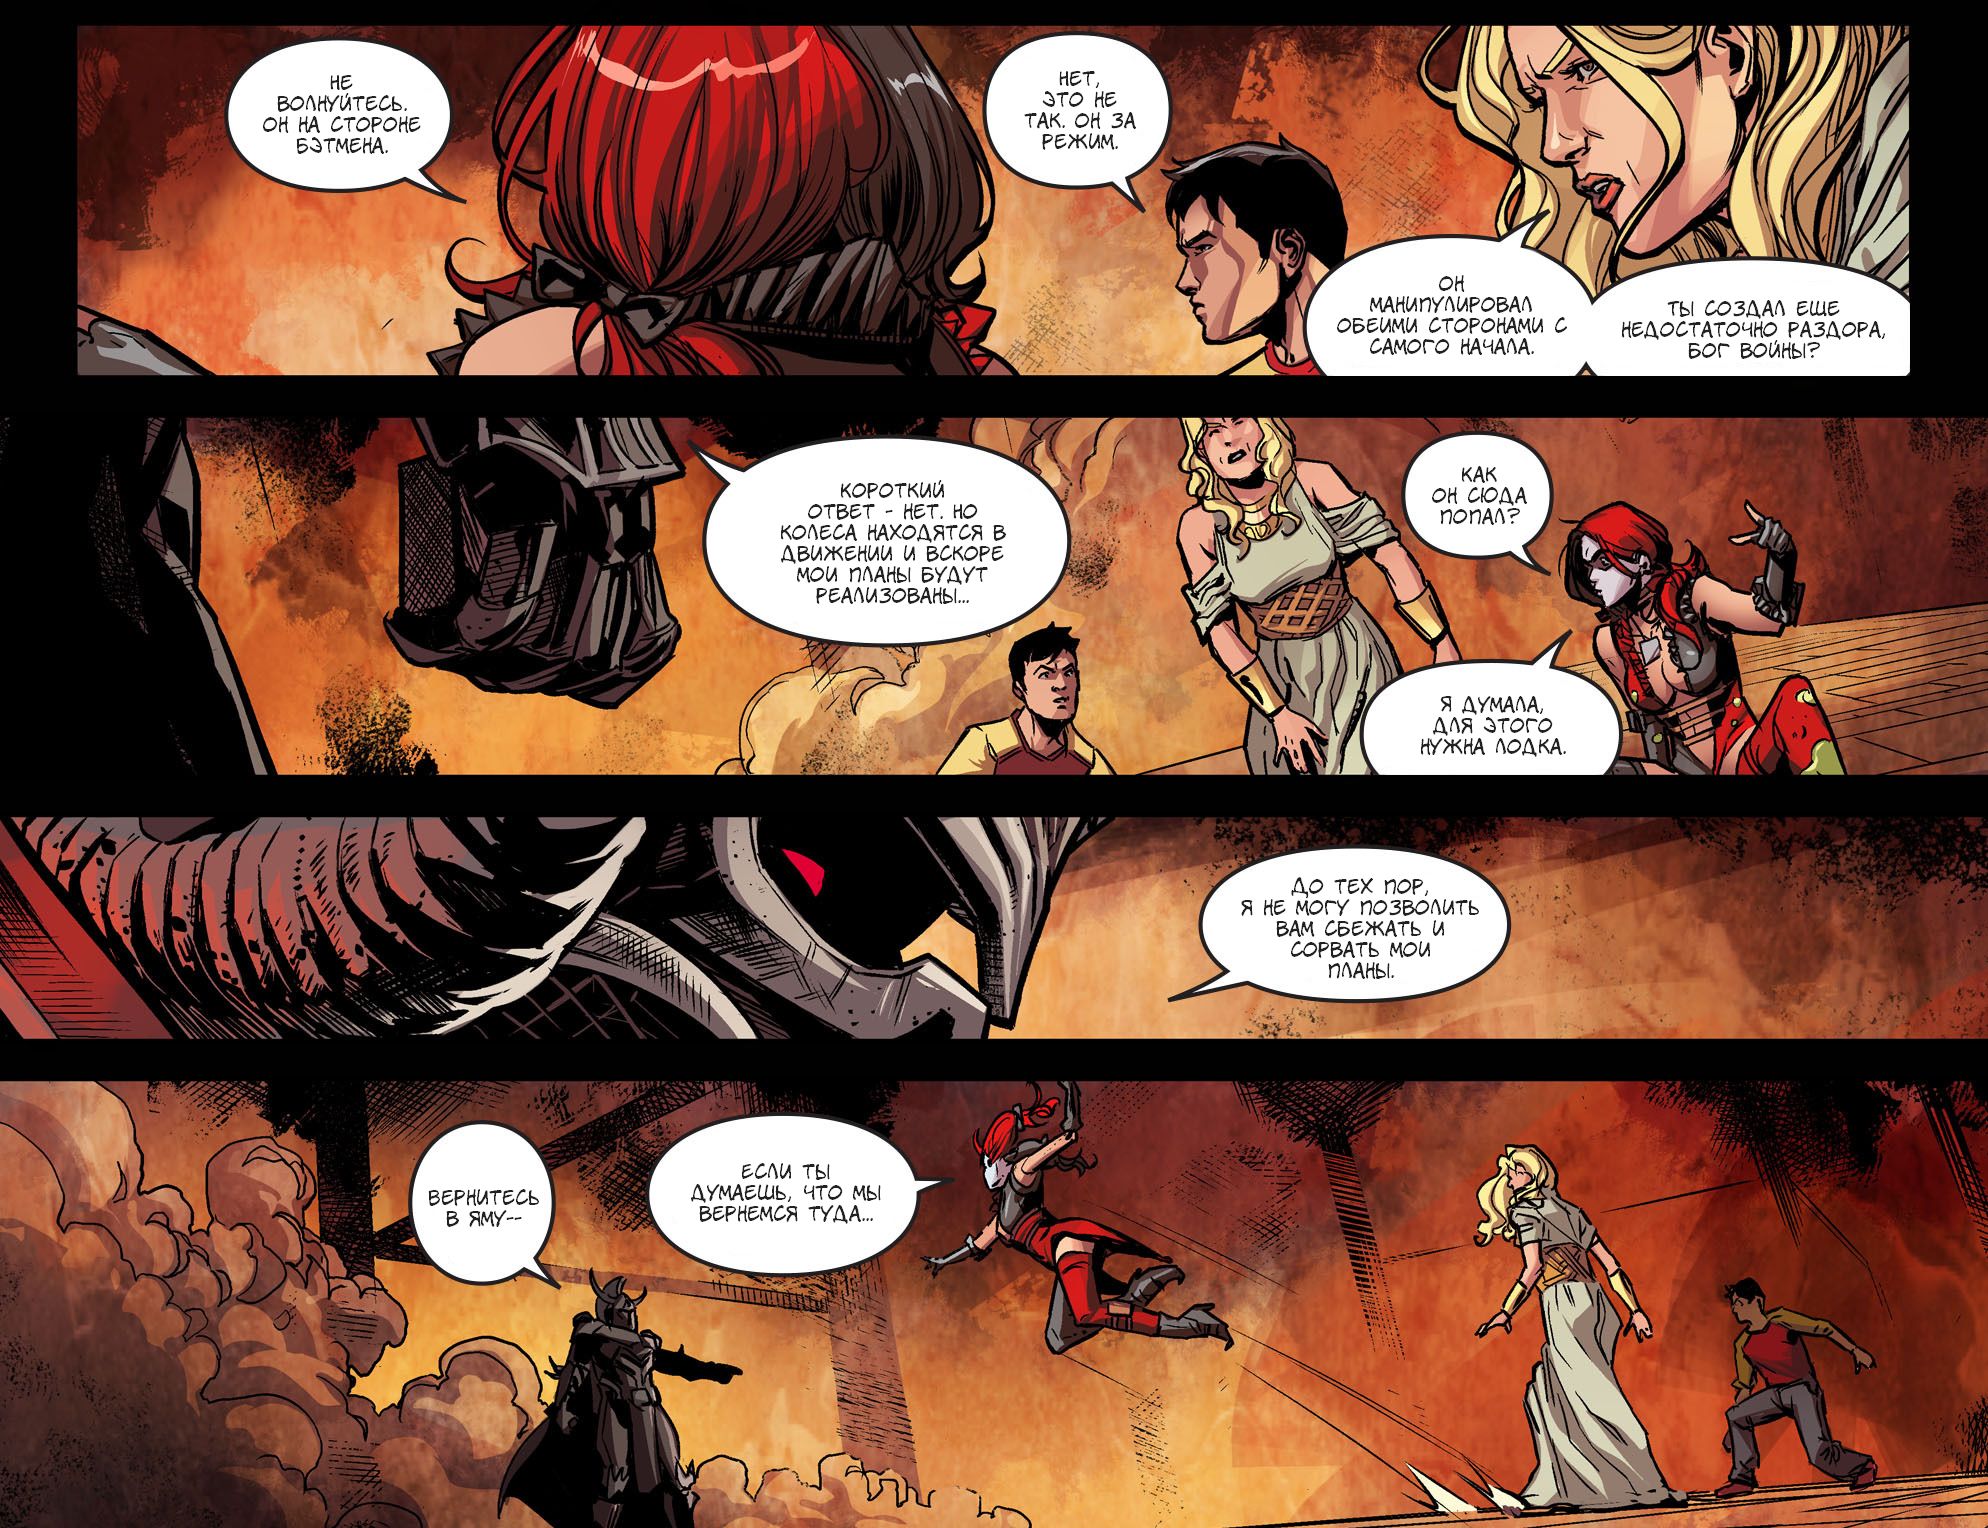 НЕ
ВОЛНУЙТЕСЬ.
ОН НА СТОРОНЕ
БЭТМЕНА.
НЕТ,
ЭТО НЕ
ТАК. ОН ЗА
РЕЖИМ.
ОН
МАНИПУЛИРОВАЛ
ОБЕИМИ СТОРОНАМИ С
САМОГО НАЧАЛА.
ТЫ СОЗДАЛ ЕЩЕ
НЕДОСТАТОЧНО РАЗДОРА,
БОГ ВОЙНЫ?
КОРОТКИЙ
ОТВЕТ - НЕТ. НО
КОЛЕСА НАХОДЯТСЯ В
ДВИЖЕНИИ И ВСКОРЕ
МОИ ПЛАНЫ БУДУТ
РЕАЛИЗОВАНЫ...
КАК
ОН СЮДА
ПОПАЛ?
Я ДУМАЛА,
ДЛЯ ЭТОГО
НУЖНА ЛОДКА.
ДО ТЕХ ПОР,
Я НЕ МОГУ ПОЗВОЛИТЬ
ВАМ СБЕЖАТЬ И
СОРВАТЬ МОИ
ПЛАНЫ.
ВЕРНИТЕСЬ
В ЯМУ--
ЕСЛИ ТЫ
ДУМАЕШЬ, ЧТО МЫ
ВЕРНЕМСЯ ТУДА...